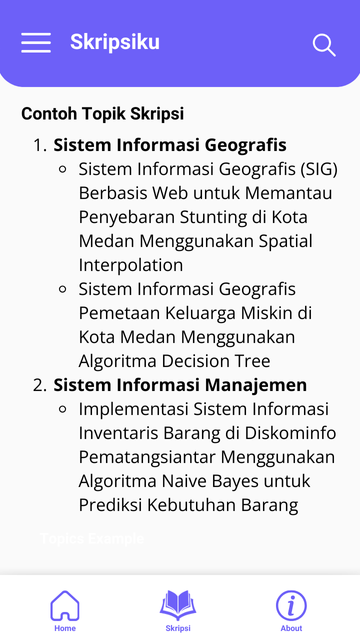 Skripsiku
Contoh Topik Skripsi
1. Sistem Informasi Geografis
Sistem Informasi Geografis (SIG)
Berbasis Web untuk Memantau
Penyebaran Stunting di Kota
Medan Menggunakan Spatial
Interpolation
Sistem Informasi Geografis
Pemetaan Keluarga Miskin di
Kota Medan Menggunakan
Algoritma Decision Tree
2. Sistem Informasi Manajemen
Implementasi Sistem Informasi
Inventaris Barang di Diskominfo
Pematangsiantar Menggunakan
Algoritma Naive Bayes untuk
Prediksi Kebutuhan Barang
Topics Example
Home
Skripsi
About